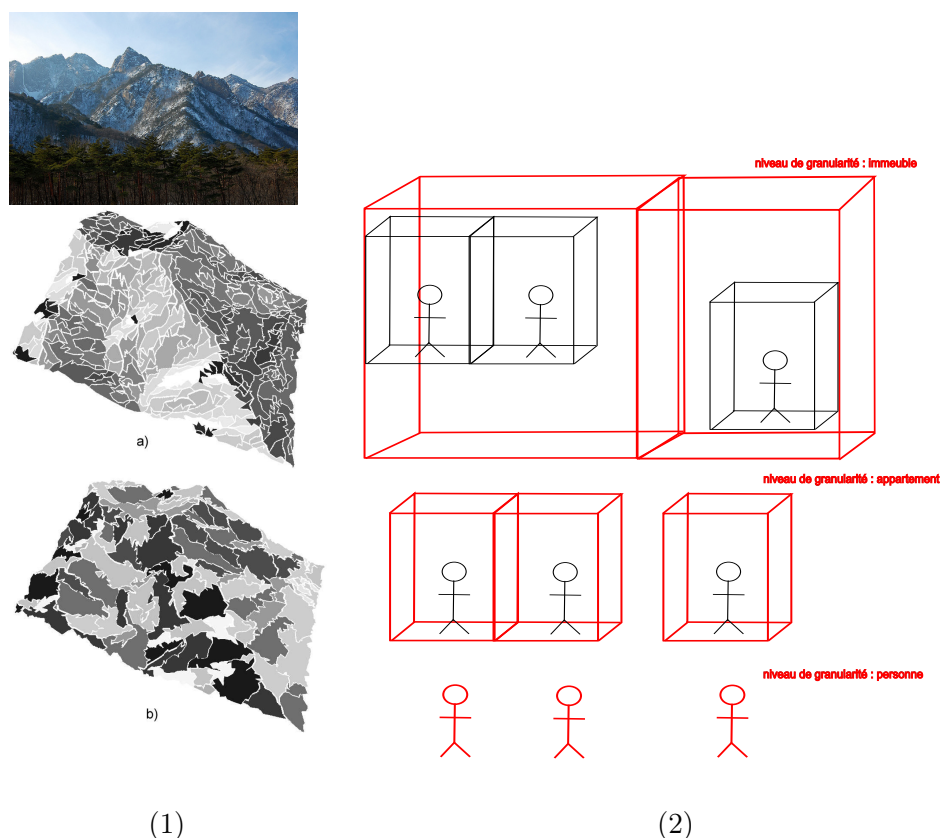 niveau de granularité : immeuble
a)
niveau de granularité : appartement
niveau de granularité : personne
b)
(1)
(2)